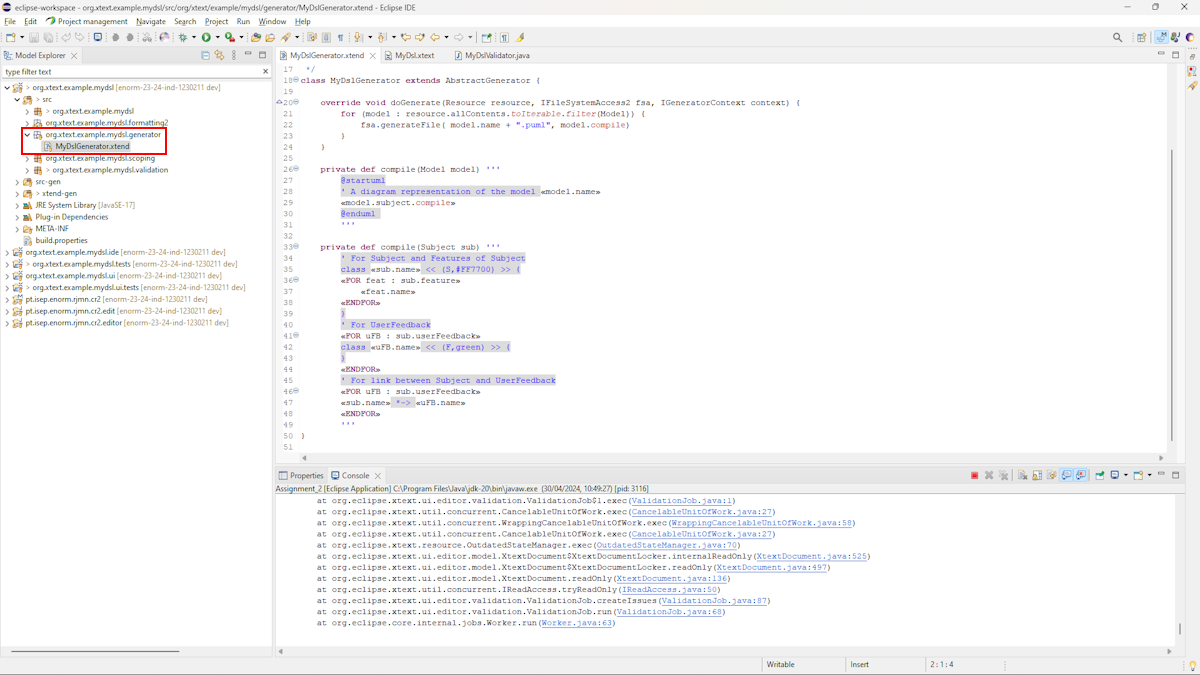 eclipse-workspace - org.xtext.example.mydsl/src/org/xtext/example/mydsl/generator/MyDslGenerator.xtend - Eclipse IDE
File Edit Project management Navigate Search Project Run Window Help
Model Explorer
type filter text
> org.xtext.example.mydsl [enorm-23-24-ind-1230211 dev]
> src
> org.xtext.example.mydsl
org.xtext.example.mydsl.formatting2
org.xtext.example.mydsl.generator
MyDslGenerator.xtend
org.xtext.example.mydsl.scoping
> org.xtext.example.mydsl.validation
src-gen
> xtend-gen
JRE System Library [JavaSE-17]
Plug-in Dependencies
META-INF
build.properties
org.xtext.example.mydsl.ide [enorm-23-24-ind-1230211 dev]
> org.xtext.example.mydsl.tests [enorm-23-24-ind-1230211 dev]
org.xtext.example.mydsl.ui [enorm-23-24-ind-1230211 dev]
> org.xtext.example.mydsl.ui.tests [enorm-23-24-ind-1230211 dev]
pt.isep.enorm.rjmn.cr2 [enorm-23-24-ind-1230211 dev]
pt.isep.enorm.rjmn.cr2.edit [enorm-23-24-ind-1230211 dev]
pt.isep.enorm.rjmn.cr2.editor [enorm-23-24-ind-1230211 dev]
MyDslGenerator.xtend MyDsl.xtext MyDslValidator.java
17 */
18 class MyDslGenerator extends AbstractGenerator {
19
20 override void doGenerate(Resource resource, IFileSystemAccess2 fsa, IGeneratorContext context) {
21 for (model : resource.allContents.toIterable.filter(Model)) {
22 fsa.generateFile( model.name + ".puml", model.compile)
23 }
24 }
25
26 private def compile(Model model) '''
27 @startuml
28 ' A diagram representation of the model «model.name»
29 «model.subject.compile»
30 @enduml
31 '''
32
33 private def compile(Subject sub) '''
34 ' For Subject and Features of Subject
35 class «sub.name» << (S,#FF7700) >> {
36 «FOR feat : sub.feature»
37 «feat.name»
38 «ENDFOR»
39 }
40 ' For UserFeedback
41 «FOR uFB : sub.userFeedback»
42 class «uFB.name» << (F,green) >> {
43 }
44 «ENDFOR»
45 ' For link between Subject and UserFeedback
46 «FOR uFB : sub.userFeedback»
47 «sub.name» *-> «uFB.name»
48 «ENDFOR»
49 '''
50 }
51
Properties Console
Assignment_2 [Eclipse Application] C:\Program Files\Java\jdk-20\bin\javaw.exe (30/04/2024, 10:49:27) [pid: 3116]
at org.eclipse.xtext.ui.editor.validation.ValidationJob$1.exec(ValidationJob.java:1)
at org.eclipse.xtext.util.concurrent.CancelableUnitOfWork.exec(CancelableUnitOfWork.java:27)
at org.eclipse.xtext.util.concurrent.WrappingCancelableUnitOfWork.exec(WrappingCancelableUnitOfWork.java:58)
at org.eclipse.xtext.util.concurrent.CancelableUnitOfWork.exec(CancelableUnitOfWork.java:27)
at org.eclipse.xtext.resource.OutdatedStateManager.exec(OutdatedStateManager.java:70)
at org.eclipse.xtext.ui.editor.model.XtextDocument$XtextDocumentLocker.internalReadOnly(XtextDocument.java:525)
at org.eclipse.xtext.ui.editor.model.XtextDocument$XtextDocumentLocker.readOnly(XtextDocument.java:497)
at org.eclipse.xtext.ui.editor.model.XtextDocument.readOnly(XtextDocument.java:136)
at org.eclipse.xtext.util.concurrent.IReadAccess.tryReadOnly(IReadAccess.java:50)
at org.eclipse.xtext.ui.editor.validation.ValidationJob.createIssues(ValidationJob.java:87)
at org.eclipse.xtext.ui.editor.validation.ValidationJob.run(ValidationJob.java:68)
at org.eclipse.core.internal.jobs.Worker.run(Worker.java:63)
Writable Insert 2 : 1 : 4